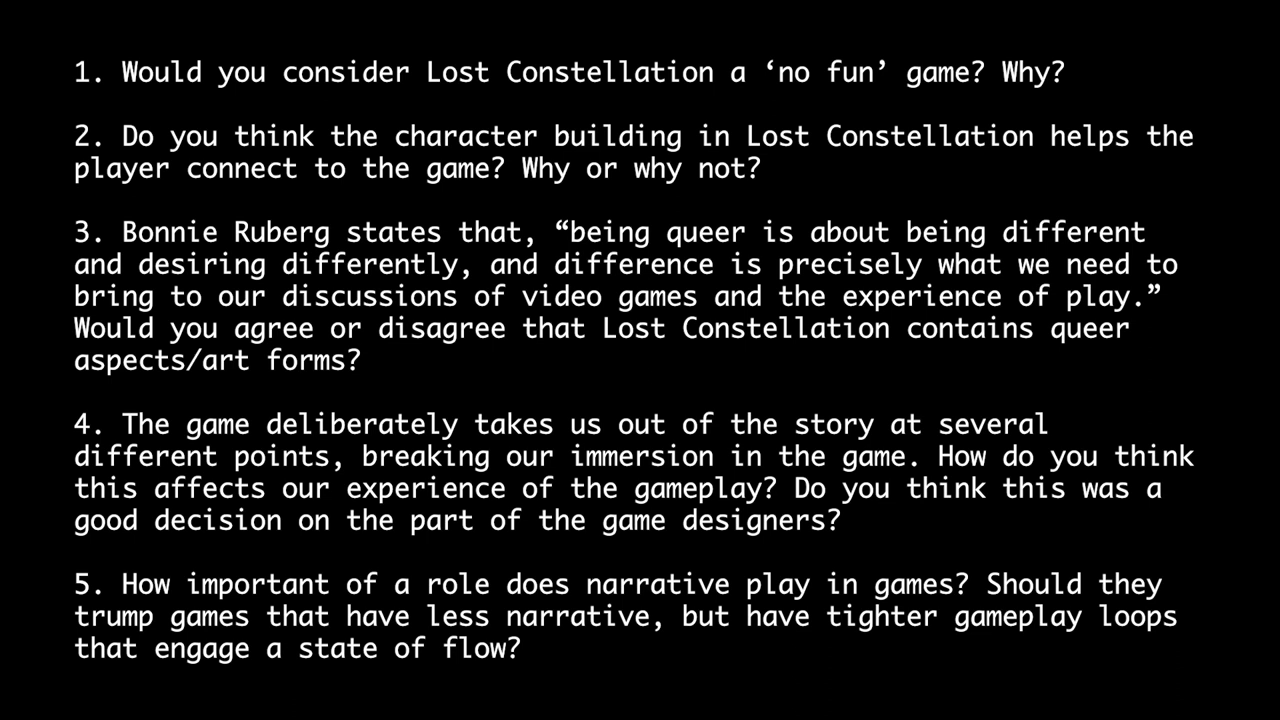 1. Would you consider Lost Constellation a ‘no fun’ game? Why?
2. Do you think the character building in Lost Constellation helps the
player connect to the game? Why or why not?
3. Bonnie Ruberg states that, “being queer is about being different
and desiring differently, and difference is precisely what we need to
bring to our discussions of video games and the experience of play.”
Would you agree or disagree that Lost Constellation contains queer
aspects/art forms?
4. The game deliberately takes us out of the story at several
different points, breaking our immersion in the game. How do you think
this affects our experience of the gameplay? Do you think this was a
good decision on the part of the game designers?
5. How important of a role does narrative play in games? Should they
trump games that have less narrative, but have tighter gameplay loops
that engage a state of flow?